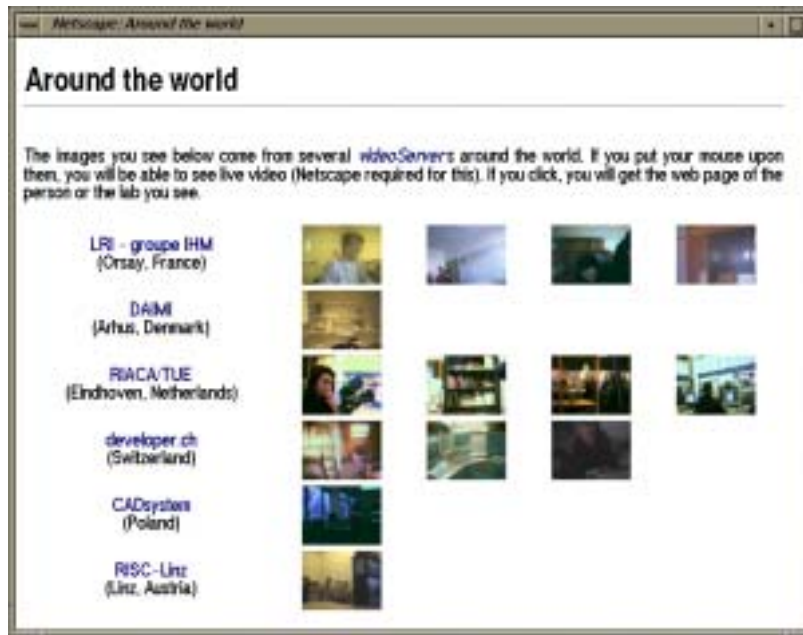 Netscape: Around the world
Around the world
The images you see below come from several videoServers around the world. If you put your mouse upon
them, you will be able to see live video (Netscape required for this). If you click, you will get the web page of the
person or the lab you see.
LRI - groupe IHM
(Orsay, France)
DAIMI
(Arhus, Denmark)
RIACA/TUE
(Eindhoven, Netherlands)
developer.ch
(Switzerland)
CADsystem
(Poland)
RISC-Linz
(Linz, Austria)